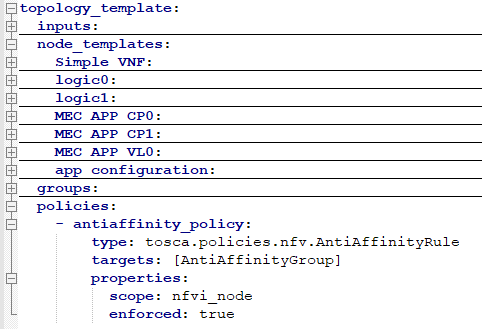 topology_template:
  inputs:
  node_templates:
    Simple VNF:
    logic0:
    logic1:
    MEC APP CP0:
    MEC APP CP1:
    MEC APP VL0:
    app configuration:
  groups:
  policies:
    - antiaffinity_policy:
        type: tosca.policies.nfv.AntiAffinityRule
        targets: [AntiAffinityGroup]
        properties:
          scope: nfvi_node
          enforced: true